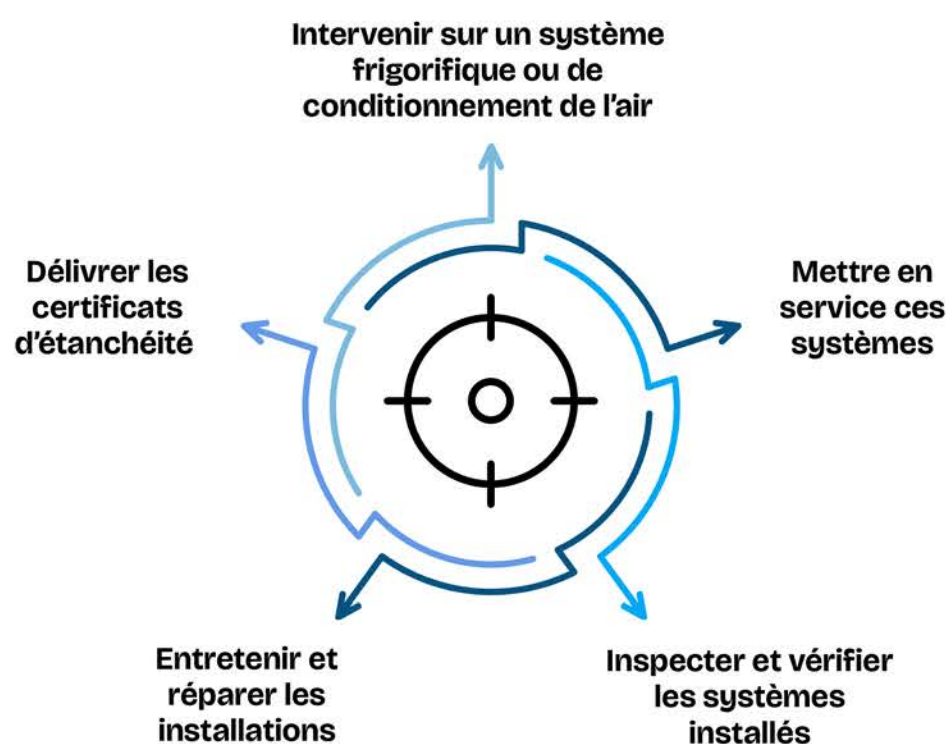 Intervenir sur un système
frigorifique ou de
conditionnement de l'air
Mettre en
service ces
systèmes
Inspecter et vérifier
les systèmes
installés
Entretenir et
réparer les
installations
Délivrer les
certificats
d'étanchéité